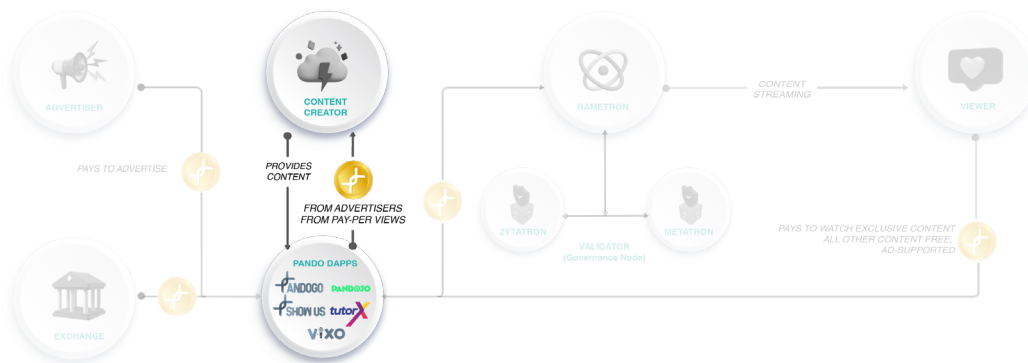 ADVERTISER
CONTENT
CREATOR
RAMETRON
CONTENT
STREAMING
VIEWER
PAYS TO ADVERTISE
PROVIDES
CONTENT
FROM ADVERTISERS
FROM PAY-PER VIEWS
ZYTATRON
METATRON
VALIDATOR
(Governance Node)
PAYS TO WATCH EXCLUSIVE CONTENT
ALL OTHER CONTENT FREE,
AD-SUPPORTED
EXCHANGE
PANDO DAPPS
ANDOGO
PANDOJO
SHOW US
tutorX
VIXO